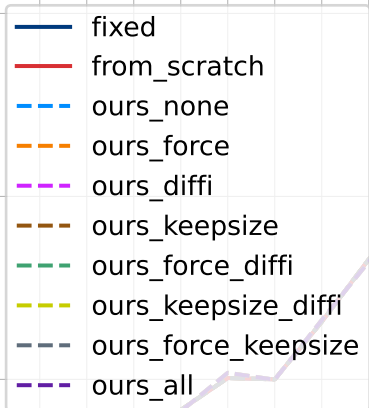 fixed
from_scratch
ours_none
ours_force
ours_diffi
ours_keepsize
ours_force_diffi
ours_keepsize_diffi
ours_force_keepsize
ours_all